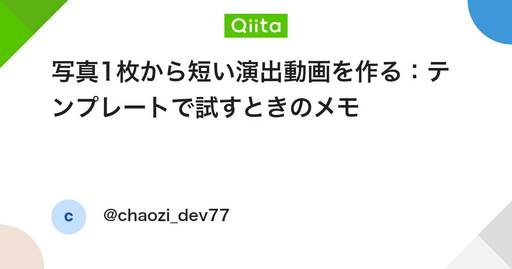 Qiita
写真1枚から短い演出動画を作る：テ
ンプレートで試すときのメモ
c
@chaozi_dev77